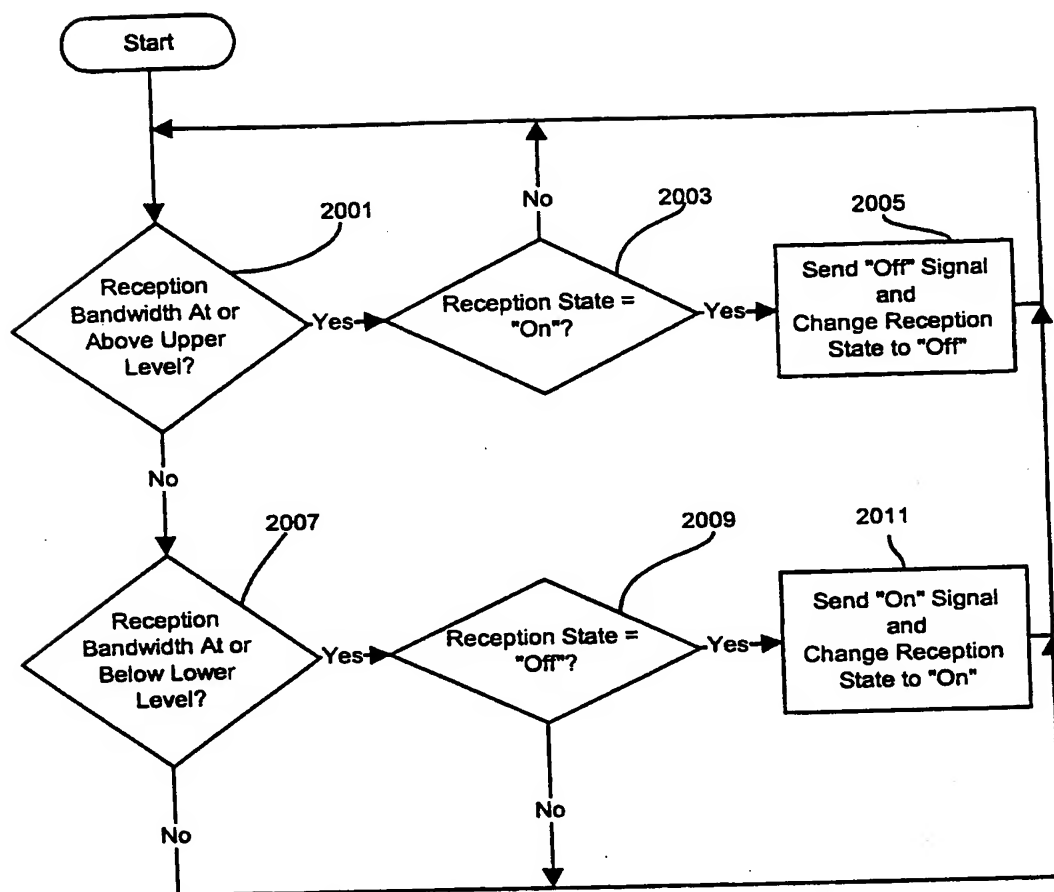 Start
No
2001
2003
2005
Reception
Bandwidth At or
Above Upper
Level?
Yes
Reception State =
"On"?
Yes
Send "Off" Signal
and
Change Reception
State to "Off"
No
2007
2009
2011
Reception
Bandwidth At or
Below Lower
Level?
Yes
Reception State =
"Off"?
Yes
Send "On" Signal
and
Change Reception
State to "On"
No
No